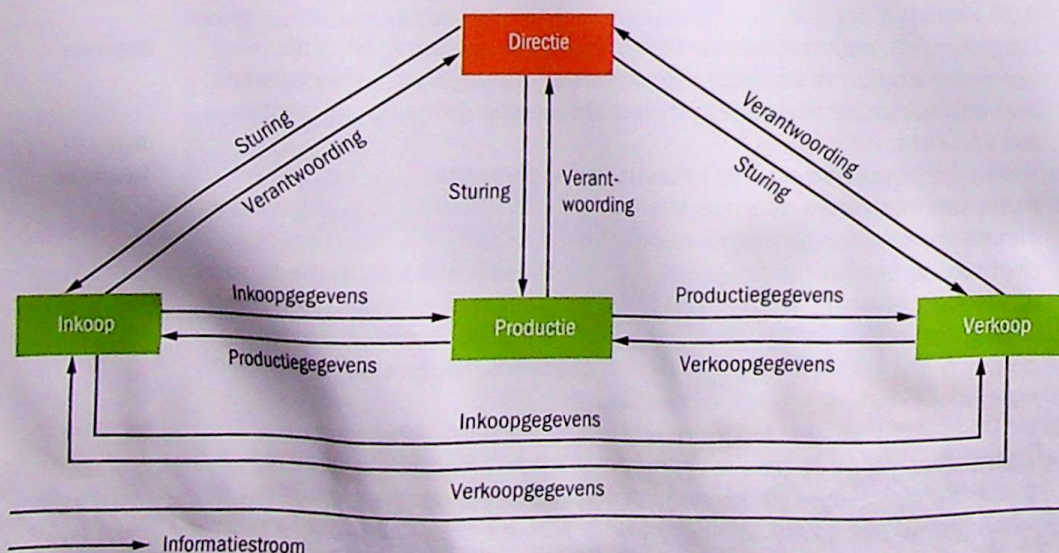 Directie
Sturing
Verantwoording
Sturing
Verant-
woording
Verantwoording
Sturing
Inkoop
Inkoopgegevens
Productiegegevens
Productie
Productiegegevens
Verkoopgegevens
Verkoop
Inkoopgegevens
Verkoopgegevens
Informatiestroom